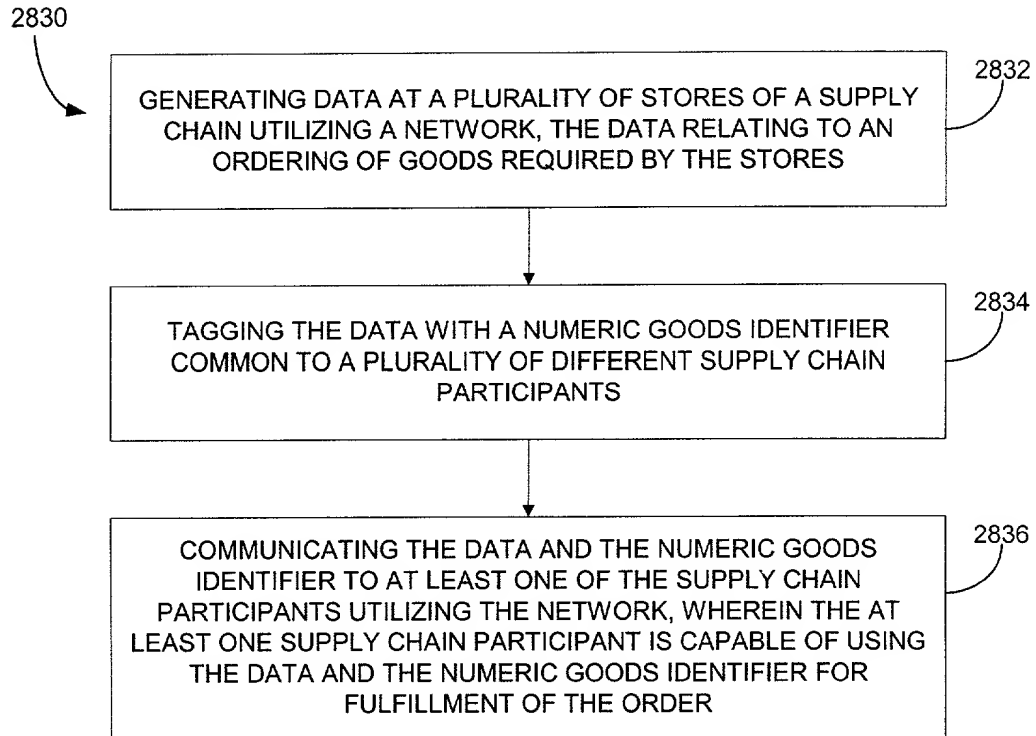 2830
2832
GENERATING DATA AT A PLURALITY OF STORES OF A SUPPLY
CHAIN UTILIZING A NETWORK, THE DATA RELATING TO AN
ORDERING OF GOODS REQUIRED BY THE STORES
2834
TAGGING THE DATA WITH A NUMERIC GOODS IDENTIFIER
COMMON TO A PLURALITY OF DIFFERENT SUPPLY CHAIN
PARTICIPANTS
2836
COMMUNICATING THE DATA AND THE NUMERIC GOODS
IDENTIFIER TO AT LEAST ONE OF THE SUPPLY CHAIN
PARTICIPANTS UTILIZING THE NETWORK, WHEREIN THE AT
LEAST ONE SUPPLY CHAIN PARTICIPANT IS CAPABLE OF USING
THE DATA AND THE NUMERIC GOODS IDENTIFIER FOR
FULFILLMENT OF THE ORDER